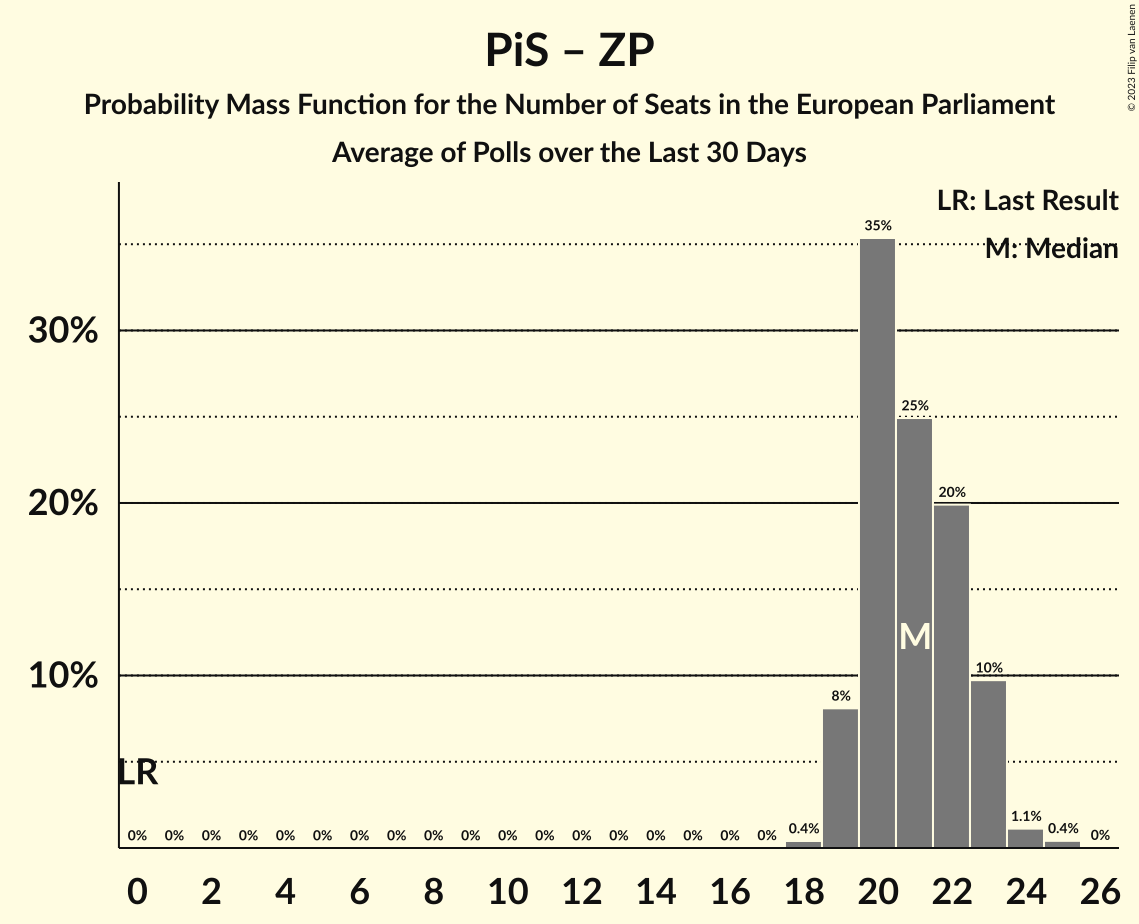 PiS – ZP
Probability Mass Function for the Number of Seats in the European Parliament
Average of Polls over the Last 30 Days
© 2023 Filip van Laenen
LR: Last Result
M: Median
35%
30%
25%
20%
20%
M
10%
10%
8%
LR
0% 0% 0% 0% 0% 0% 0% 0% 0% 0% 0% 0% 0% 0% 0% 0% 0% 0% 0.4% 1.1% 0.4% 0%
0 2 4 6 8 10 12 14 16 18 20 22 24 26